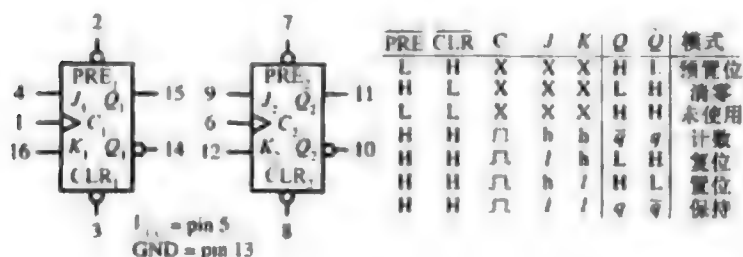 2 7
PRE₁ PRE₂
4 J₁ Q₁ 15 9 J₂ Q₂ 11
1 C₁ 6 C₂
16 K₁ Q₁ 14 12 K Q₂ 10
CLR₁ CLR₂
3 8
= pin 5
GND = pin 13
PRE CLR C J K Q Q 模式
L H X X X H L 预置位
H L X X X L H 清零
L L X X X H H 未使用
H H ⎍ h h q̄ q 计数
H H ⎍ l h L H 复位
H H ⎍ h l H L 置位
H H ⎍ l l q q̄ 保持